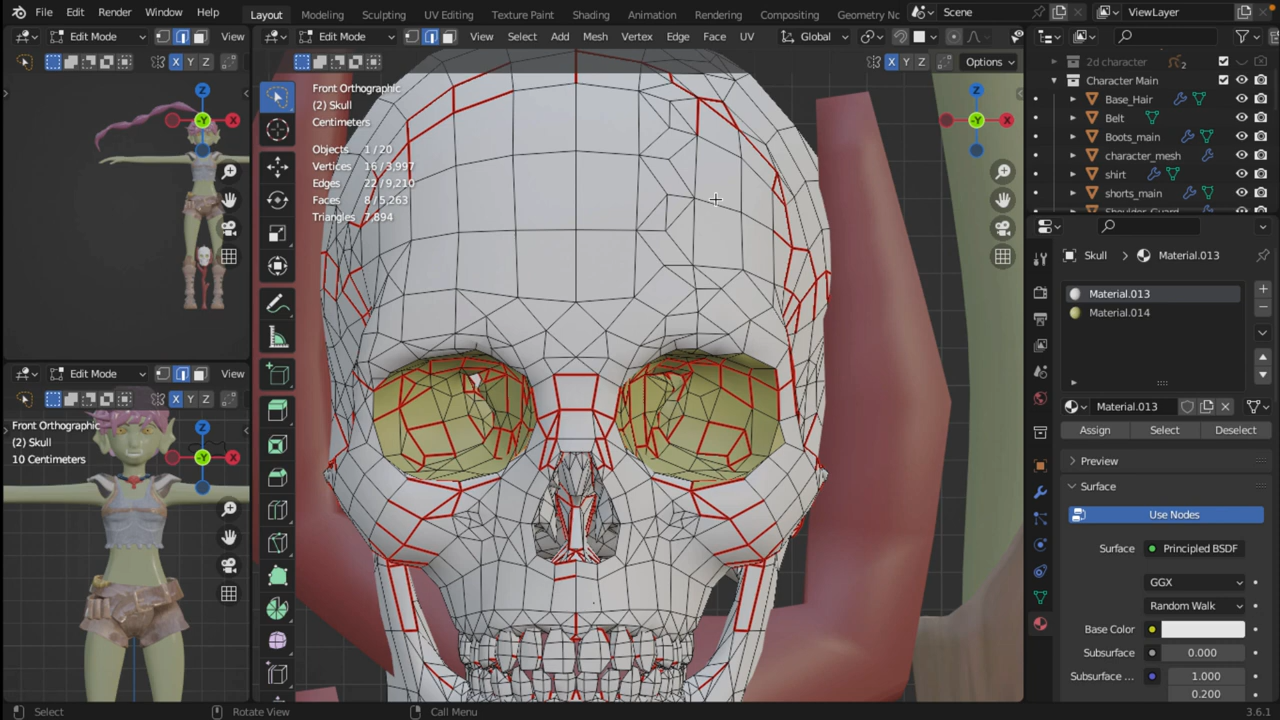 File Edit Render Window Help Layout Modeling Sculpting UV Editing Texture Paint Shading Animation Rendering Compositing Geometry Nc Scene ViewLayer
Edit Mode View
Edit Mode View Select Add Mesh Vertex Edge Face UV Global
X Y Z
X Y Z Options
Front Orthographic
(2) Skull
Centimeters
Objects 1 / 20
Vertices 16 / 3,997
Edges 22 / 9,210
Faces 8 / 5,263
Triangles 7,894
Z
-Y
X
Z
-Y
X
Edit Mode View
X Y Z
Front Orthographic
(2) Skull
10 Centimeters
Z
-Y
X
2d character 2
Character Main
Base_Hair
Belt
Boots_main
character_mesh
shirt
shorts_main
Shoulder_Guard
Skull > Material.013
Material.013
Material.014
Material.013
Assign Select Deselect
Preview
Surface
Use Nodes
Surface Principled BSDF
GGX
Random Walk
Base Color
Subsurface 0.000
Subsurface ... 1.000
0.200
Select Rotate View Call Menu 3.6.1